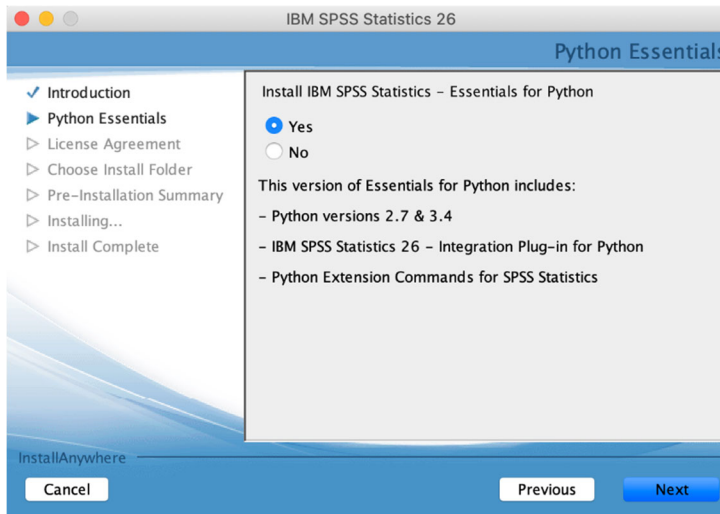 IBM SPSS Statistics 26
Python Essentials
Introduction
Python Essentials
License Agreement
Choose Install Folder
Pre-Installation Summary
Installing...
Install Complete
Install IBM SPSS Statistics – Essentials for Python
Yes
No
This version of Essentials for Python includes:
– Python versions 2.7 & 3.4
– IBM SPSS Statistics 26 – Integration Plug-in for Python
– Python Extension Commands for SPSS Statistics
InstallAnywhere
Cancel
Previous
Next